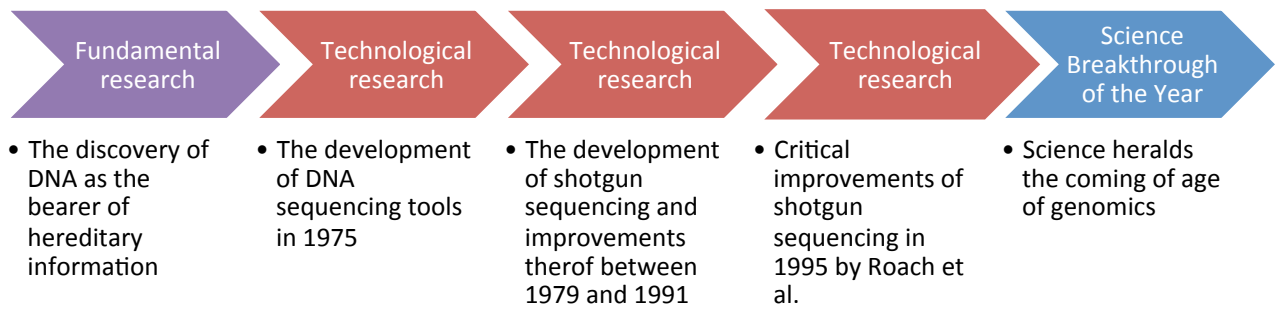 Fundamental
research
Technological
research
Technological
research
Technological
research
Science
Breakthrough
of the Year
• The discovery of
DNA as the
bearer of
hereditary
information
• The development
of DNA
sequencing tools
in 1975
• The development
of shotgun
sequencing and
improvements
therof between
1979 and 1991
• Critical
improvements of
shotgun
sequencing in
1995 by Roach et
al.
• Science heralds
the coming of age
of genomics